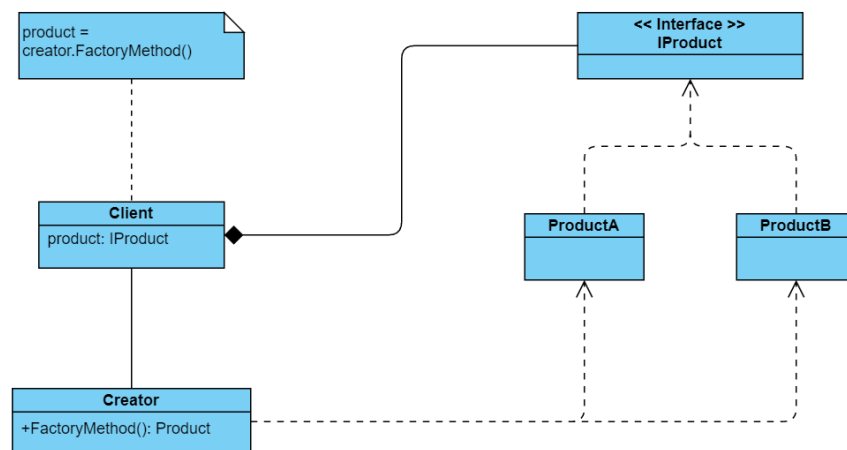 product =
creator.FactoryMethod()
<< Interface >>
IProduct
Client
product: IProduct
ProductA
ProductB
Creator
+FactoryMethod(): Product